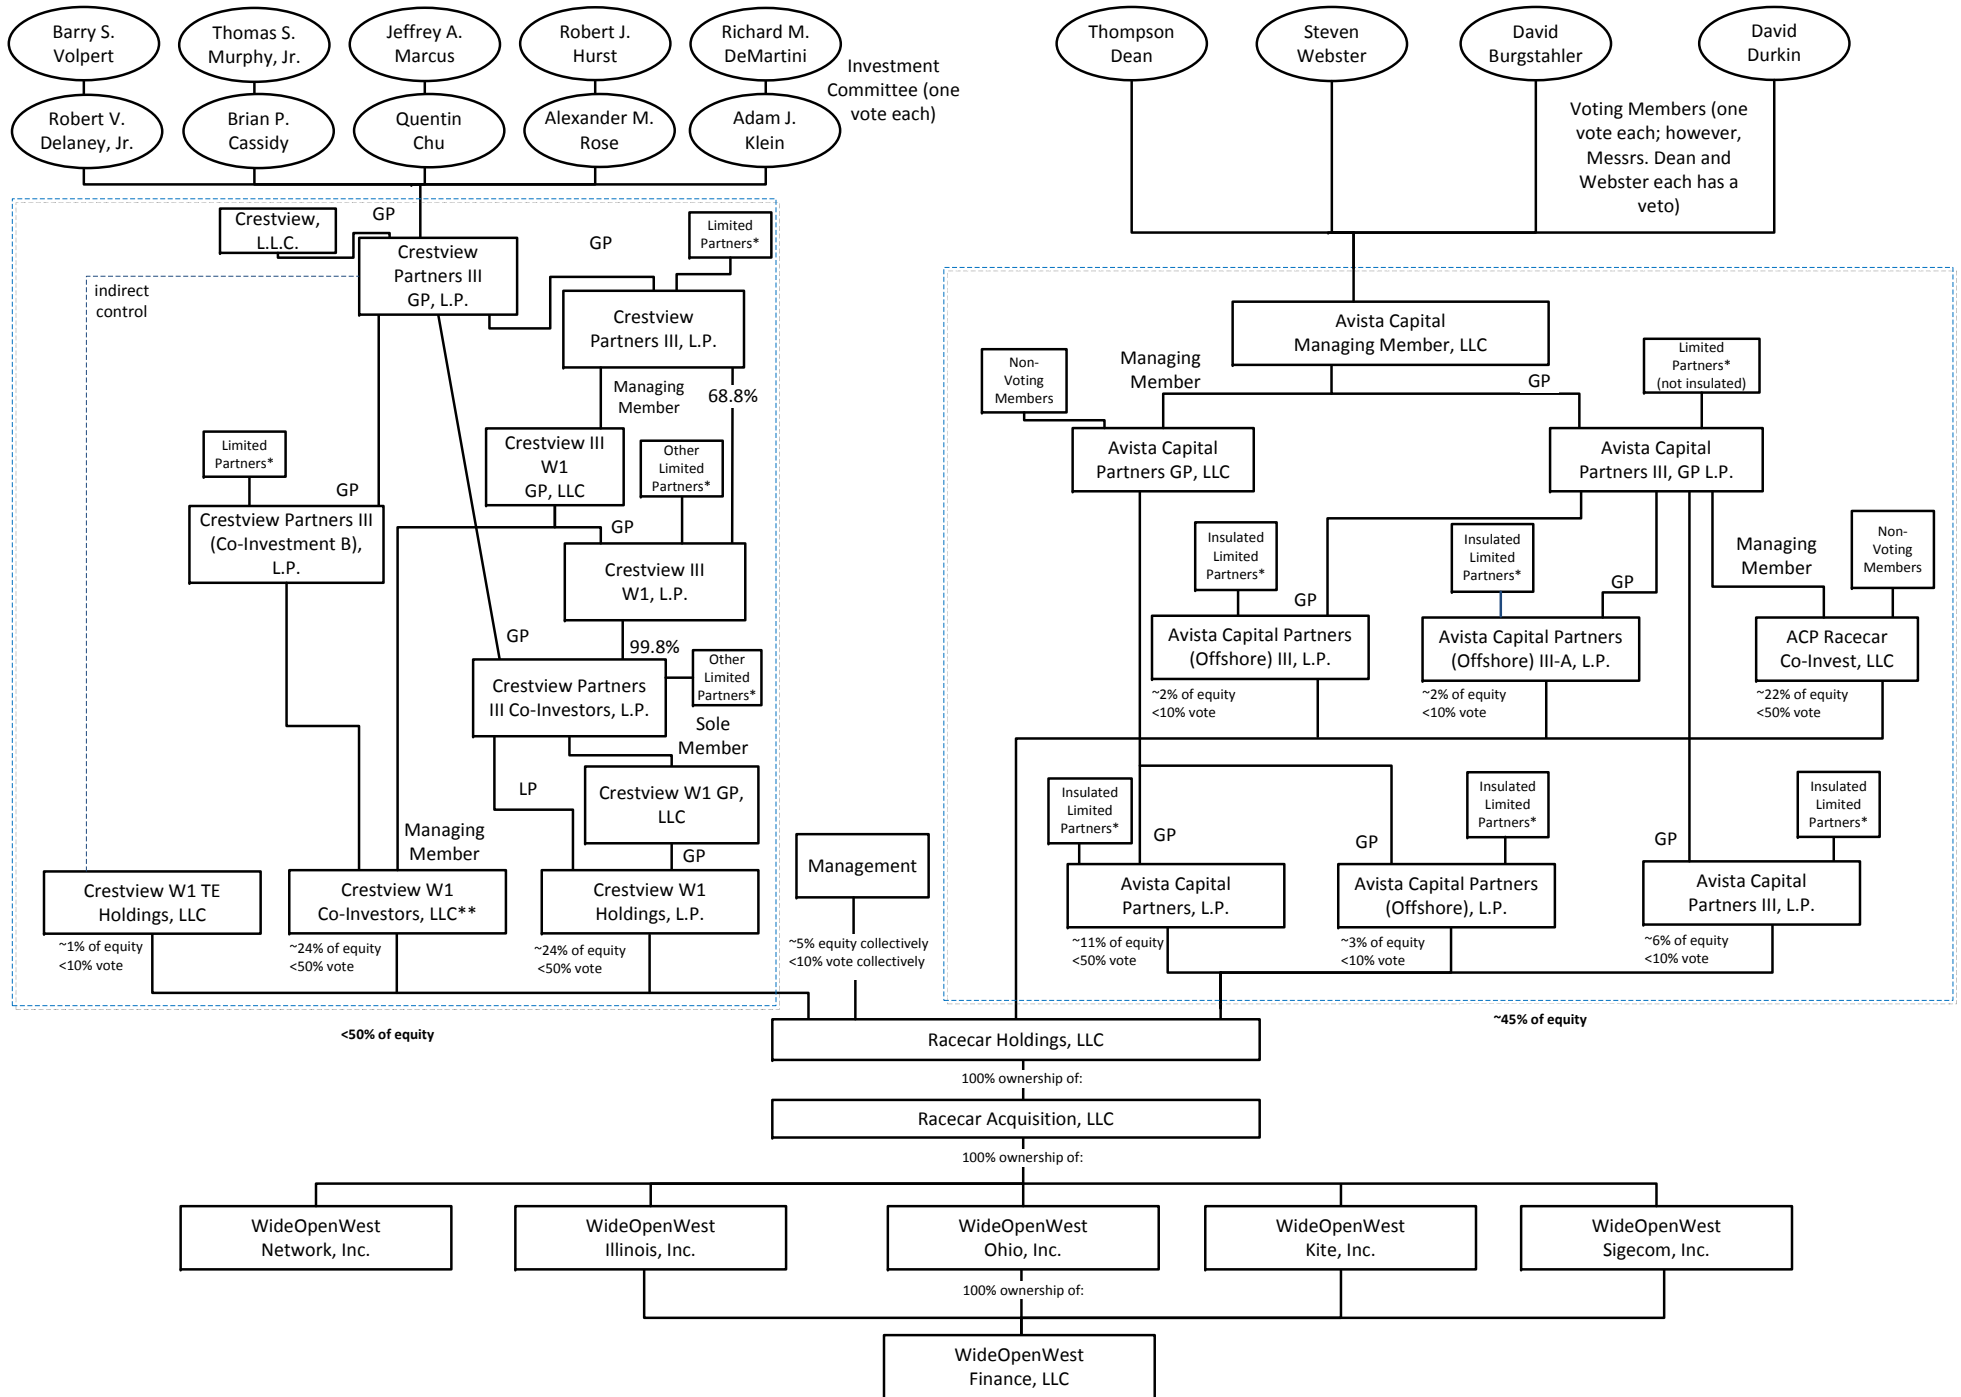 Barry S.
Volpert
Thomas S.
Murphy, Jr.
Jeffrey A.
Marcus
Robert J.
Hurst
Richard M.
DeMartini
Investment
Committee (one
vote each)
Robert V.
Delaney, Jr.
Brian P.
Cassidy
Quentin
Chu
Alexander M.
Rose
Adam J.
Klein
Thompson
Dean
Steven
Webster
David
Burgstahler
David
Durkin
Voting Members (one
vote each; however,
Messrs. Dean and
Webster each has a
veto)
Crestview,
L.L.C.
GP
Crestview
Partners III
GP, L.P.
GP
Limited
Partners*
indirect
control
Crestview
Partners III, L.P.
Managing
Member
68.8%
Crestview III
W1
GP, LLC
Other
Limited
Partners*
Limited
Partners*
GP
Crestview Partners III
(Co-Investment B),
L.P.
GP
Crestview III
W1, L.P.
GP
99.8%
Crestview Partners
III Co-Investors, L.P.
Other
Limited
Partners*
Sole
Member
LP
Crestview W1 GP,
LLC
Managing
Member
GP
Crestview W1 TE
Holdings, LLC
~1% of equity
<10% vote
Crestview W1
Co-Investors, LLC**
~24% of equity
<50% vote
Crestview W1
Holdings, L.P.
~24% of equity
<50% vote
<50% of equity
Management
~5% equity collectively
<10% vote collectively
Avista Capital
Managing Member, LLC
Non-
Voting
Members
Managing
Member
GP
Limited
Partners*
(not insulated)
Avista Capital
Partners GP, LLC
Avista Capital
Partners III, GP L.P.
Insulated
Limited
Partners*
GP
Insulated
Limited
Partners*
GP
Managing
Member
Non-
Voting
Members
Avista Capital Partners
(Offshore) III, L.P.
~2% of equity
<10% vote
Avista Capital Partners
(Offshore) III-A, L.P.
~2% of equity
<10% vote
ACP Racecar
Co-Invest, LLC
~22% of equity
<50% vote
Insulated
Limited
Partners*
GP
GP
Insulated
Limited
Partners*
GP
Insulated
Limited
Partners*
Avista Capital
Partners, L.P.
~11% of equity
<50% vote
Avista Capital Partners
(Offshore), L.P.
~3% of equity
<10% vote
Avista Capital
Partners III, L.P.
~6% of equity
<10% vote
~45% of equity
Racecar Holdings, LLC
100% ownership of:
Racecar Acquisition, LLC
100% ownership of:
WideOpenWest
Network, Inc.
WideOpenWest
Illinois, Inc.
WideOpenWest
Ohio, Inc.
WideOpenWest
Kite, Inc.
WideOpenWest
Sigecom, Inc.
100% ownership of:
WideOpenWest
Finance, LLC